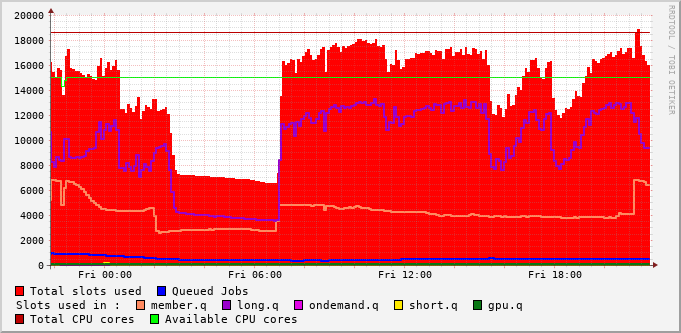 20000
18000
16000
14000
12000
10000
8000
6000
4000
2000
0
Fri 00:00 Fri 06:00 Fri 12:00 Fri 18:00
RRDTOOL / TOBI OETIKER
Total slots used Queued Jobs
Slots used in : member.q long.q ondemand.q short.q gpu.q
Total CPU cores Available CPU cores